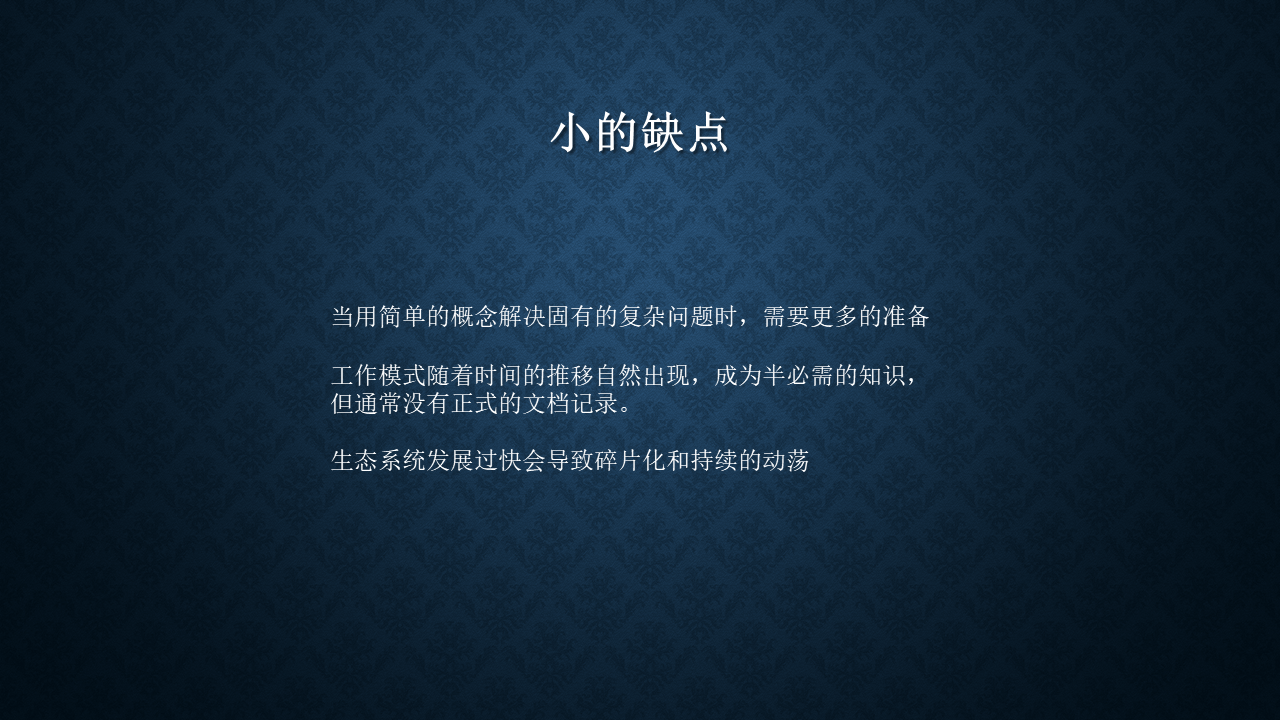 小的缺点
当用简单的概念解决固有的复杂问题时，需要更多的准备
工作模式随着时间的推移自然出现，成为半必需的知识，
但通常没有正式的文档记录。
生态系统发展过快会导致碎片化和持续的动荡